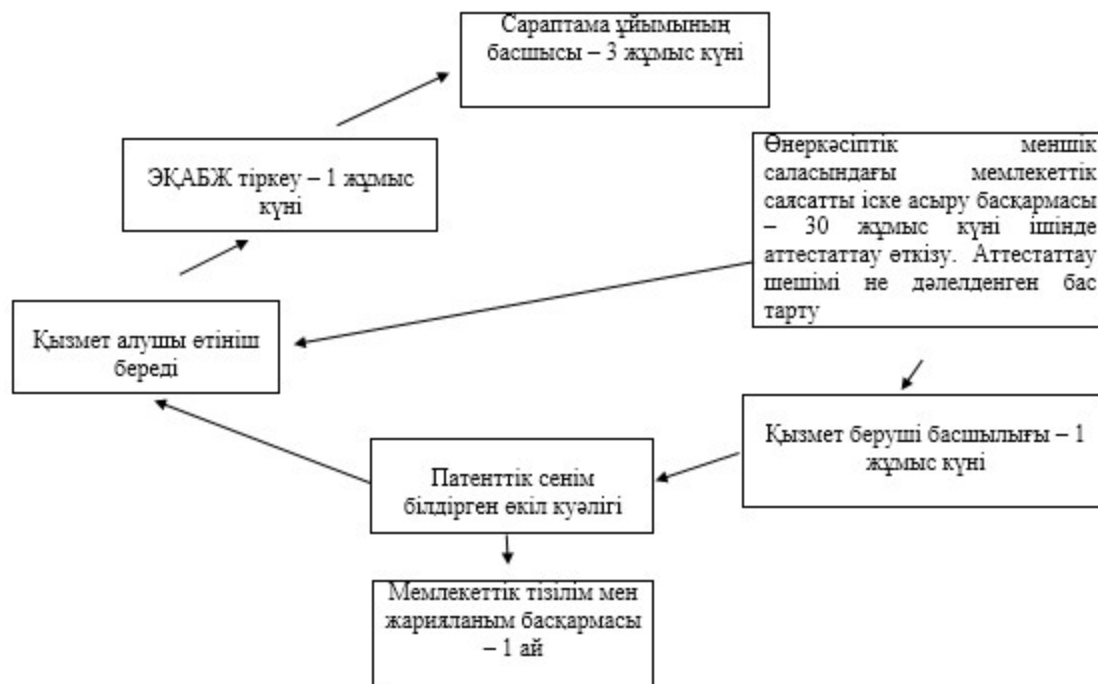 Сараптама ұйымының
басшысы – 3 жұмыс күні
ЭҚАБЖ тіркеу – 1 жұмыс
күні
Өнеркәсіптік меншік
саласындағы мемлекеттік
саясатты іске асыру басқармасы
– 30 жұмыс күні ішінде
аттестаттау өткізу. Аттестаттау
шешімі не дәлелденген бас
тарту
Қызмет алушы өтініш
береді
Қызмет беруші басшылығы – 1
жұмыс күні
Патенттік сенім
білдірген өкіл куәлігі
Мемлекеттік тізілім мен
жарияланым басқармасы
– 1 ай